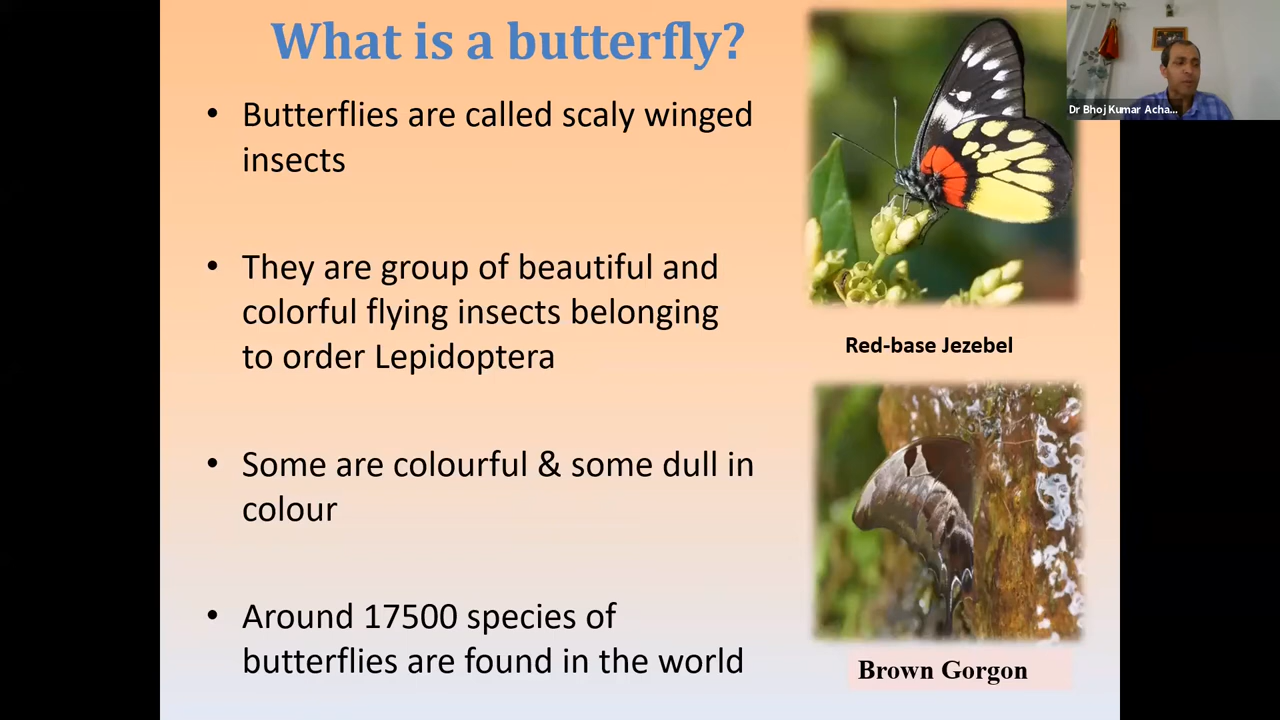 What is a butterfly?
• Butterflies are called scaly winged
insects
• They are group of beautiful and
colorful flying insects belonging
to order Lepidoptera
• Some are colourful & some dull in
colour
• Around 17500 species of
butterflies are found in the world
Red-base Jezebel
Brown Gorgon
Dr Bhoj Kumar Acha...